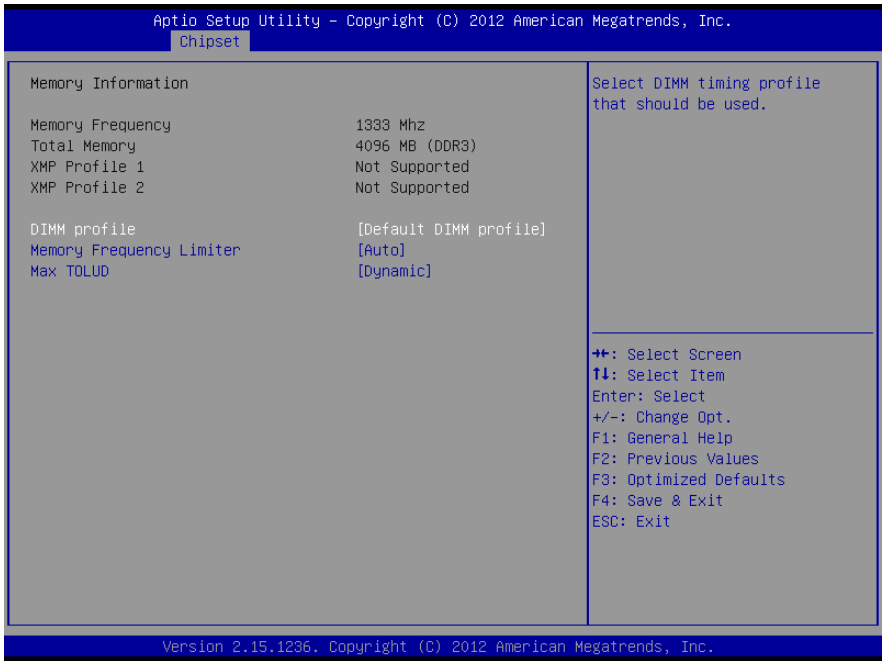 Aptio Setup Utility – Copyright (C) 2012 American Megatrends, Inc.
Chipset
Memory Information
Memory Frequency 1333 Mhz
Total Memory 4096 MB (DDR3)
XMP Profile 1 Not Supported
XMP Profile 2 Not Supported
DIMM profile [Default DIMM profile]
Memory Frequency Limiter [Auto]
Max TOLUD [Dynamic]
Select DIMM timing profile
that should be used.
→←: Select Screen
↑↓: Select Item
Enter: Select
+/-: Change Opt.
F1: General Help
F2: Previous Values
F3: Optimized Defaults
F4: Save & Exit
ESC: Exit
Version 2.15.1236. Copyright (C) 2012 American Megatrends, Inc.